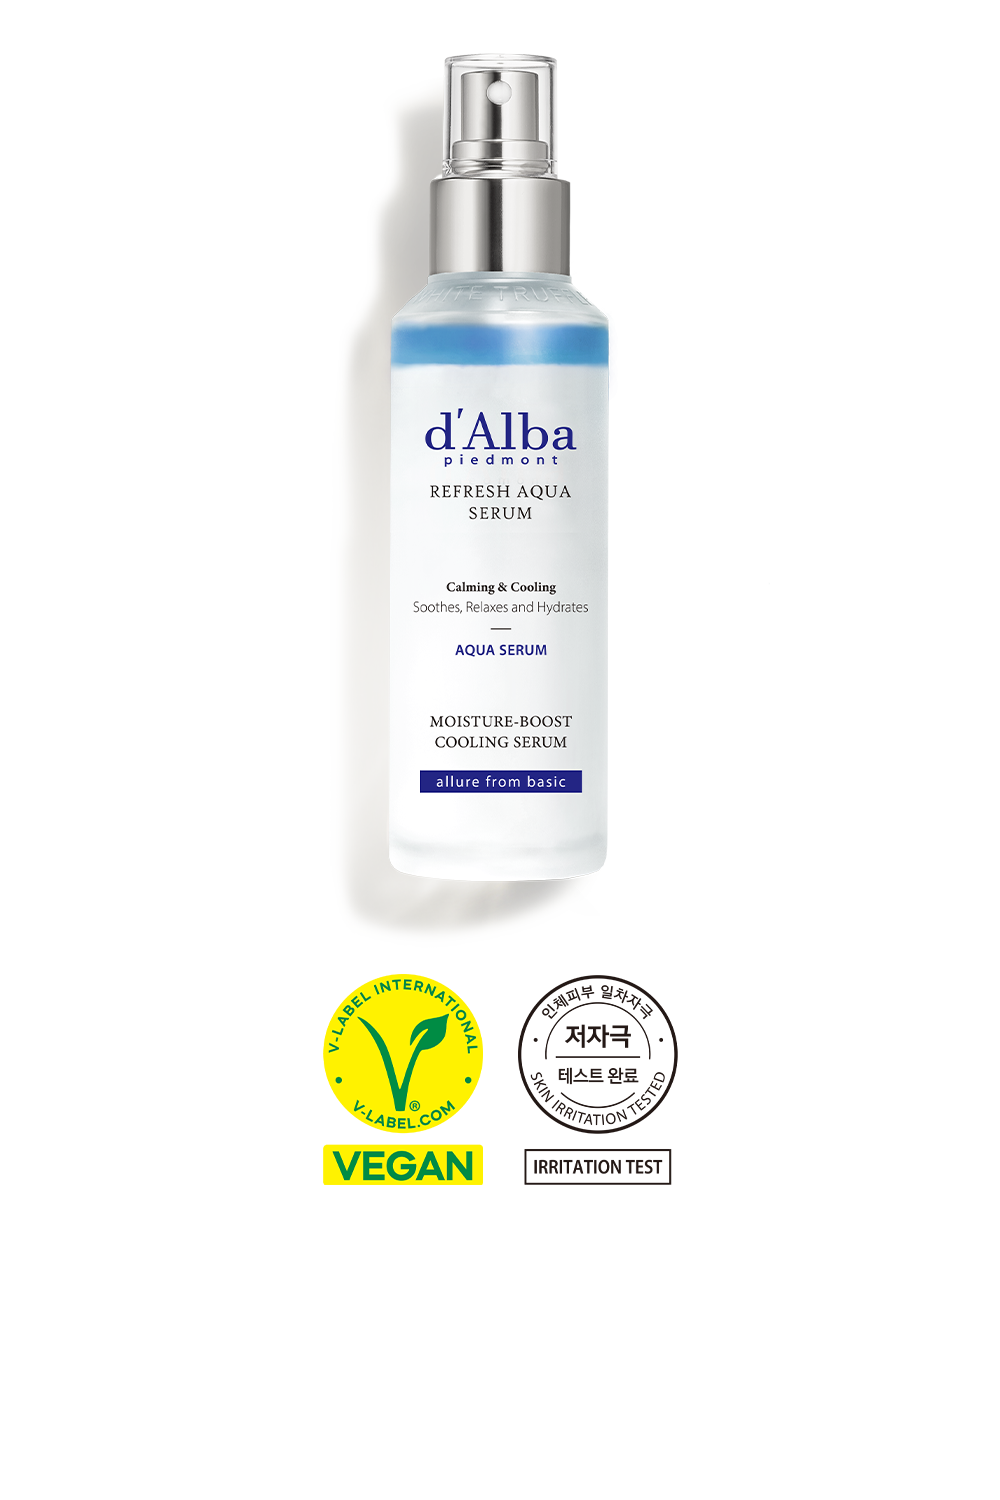 WHITE TRUFFLE
d'Alba
piedmont
REFRESH AQUA
SERUM
Calming & Cooling
Soothes, Relaxes and Hydrates
AQUA SERUM
MOISTURE-BOOST
COOLING SERUM
allure from basic
V-LABEL INTERNATIONAL
®
V-LABEL.COM
VEGAN
인체피부 일차자극
저자극
테스트 완료
SKIN IRRITATION TESTED
IRRITATION TEST